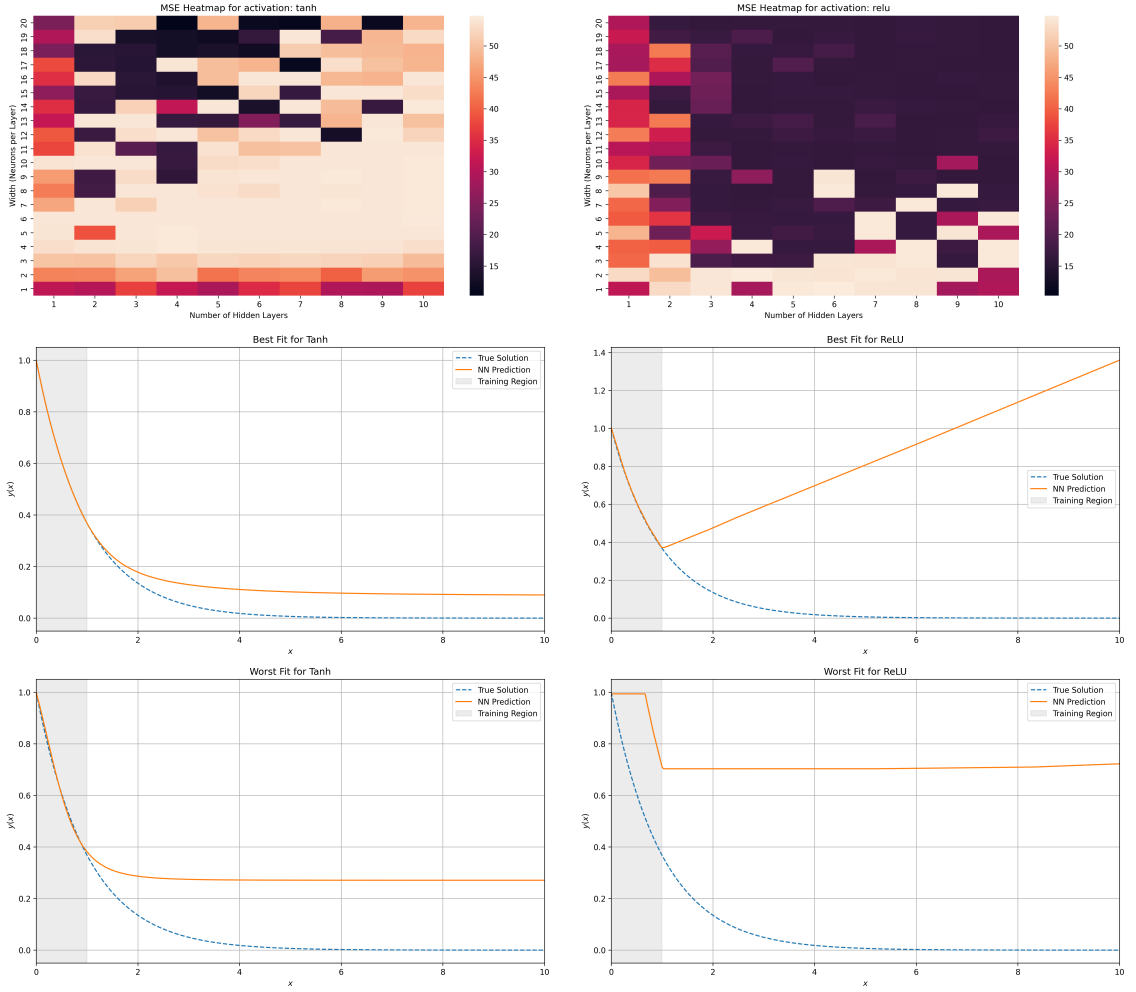 MSE Heatmap for activation: tanh
20
19
18
17
16
15
14
13
12
11
10
9
8
7
6
5
4
3
2
1
Width (Neurons per Layer)
1 2 3 4 5 6 7 8 9 10
Number of Hidden Layers
50
45
40
35
30
25
20
15
MSE Heatmap for activation: relu
20
19
18
17
16
15
14
13
12
11
10
9
8
7
6
5
4
3
2
1
Width (Neurons per Layer)
1 2 3 4 5 6 7 8 9 10
Number of Hidden Layers
50
45
40
35
30
25
20
15
Best Fit for Tanh
1.0
0.8
0.6
0.4
0.2
0.0
y(x)
0 2 4 6 8 10
x
True Solution
NN Prediction
Training Region
Best Fit for ReLU
1.4
1.2
1.0
0.8
0.6
0.4
0.2
0.0
y(x)
0 2 4 6 8 10
x
True Solution
NN Prediction
Training Region
Worst Fit for Tanh
1.0
0.8
0.6
0.4
0.2
0.0
y(x)
0 2 4 6 8 10
x
True Solution
NN Prediction
Training Region
Worst Fit for ReLU
1.0
0.8
0.6
0.4
0.2
0.0
y(x)
0 2 4 6 8 10
x
True Solution
NN Prediction
Training Region